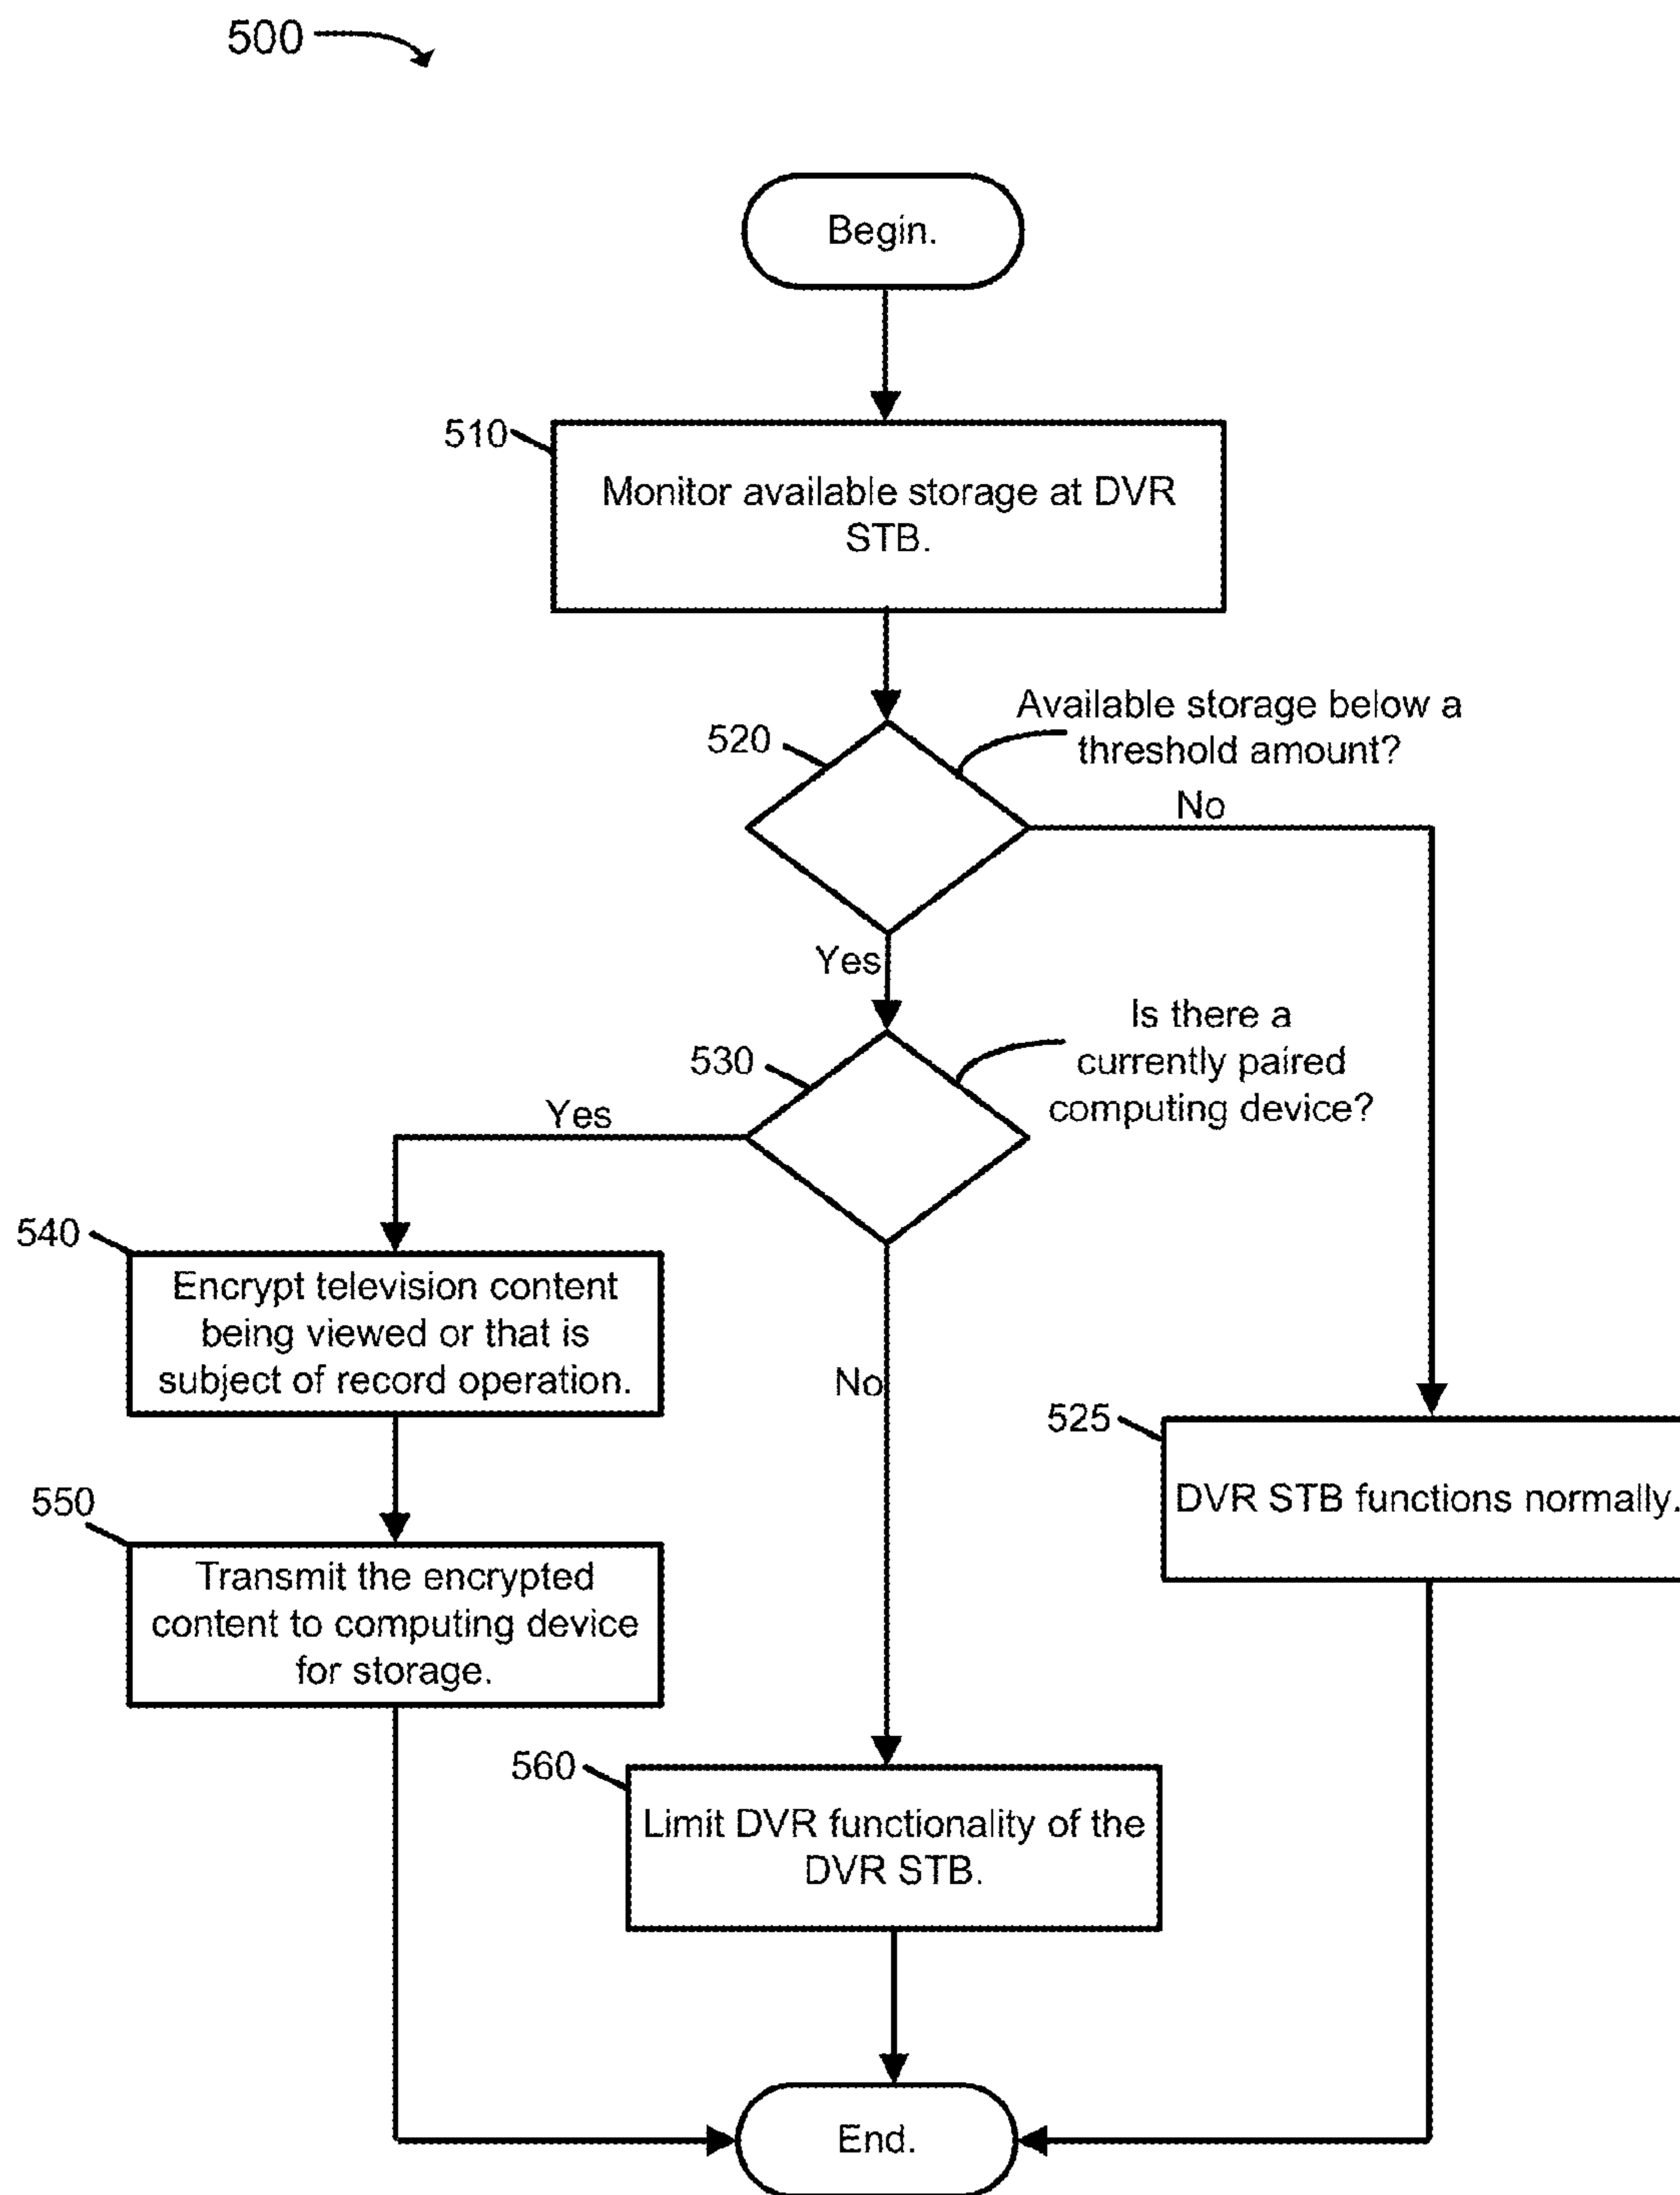 500
Begin.
510
Monitor available storage at DVR
STB.
520
Available storage below a
threshold amount?
No
Yes
530
Is there a
currently paired
computing device?
Yes
540
Encrypt television content
being viewed or that is
subject of record operation.
No
525
DVR STB functions normally.
550
Transmit the encrypted
content to computing device
for storage.
560
Limit DVR functionality of the
DVR STB.
End.